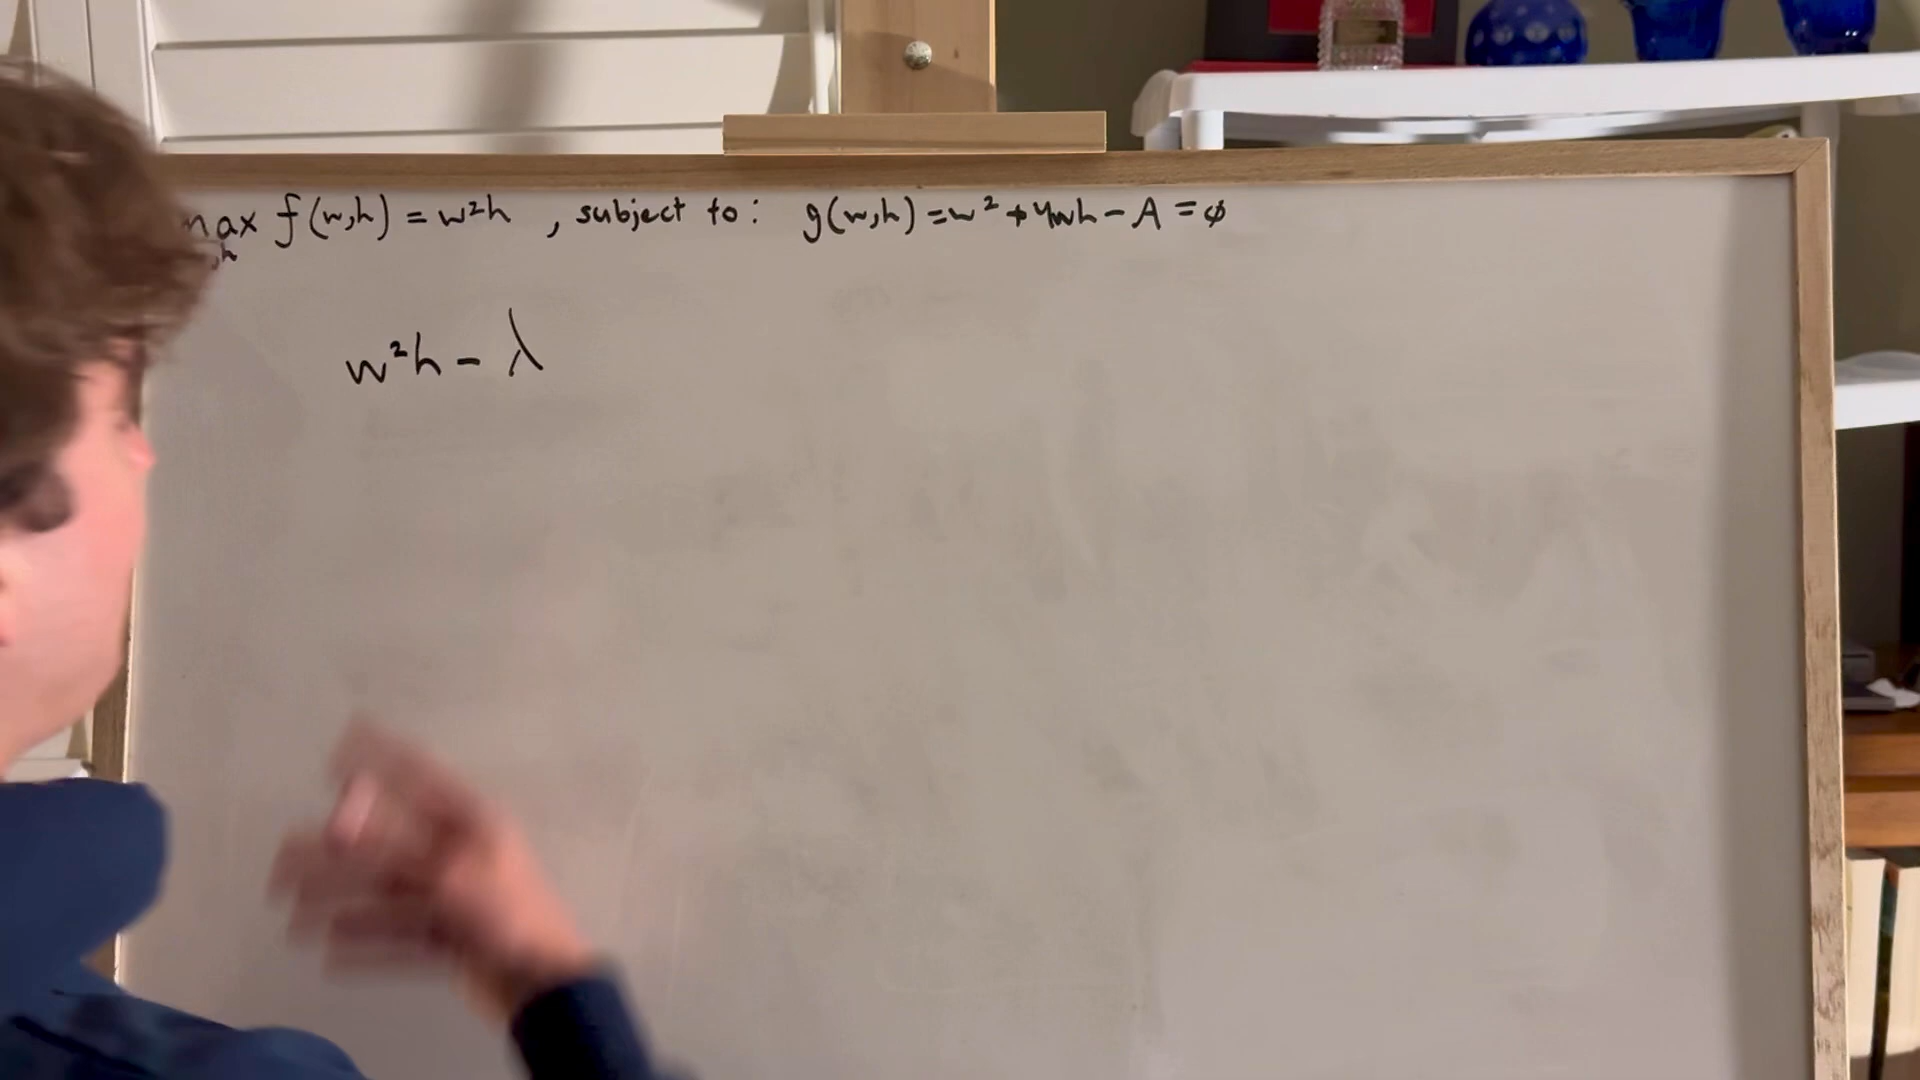 max f(w,h) = w²h , subject to: g(w,h) = w² + 4wh - A = ϕ
,h
w²h - λ